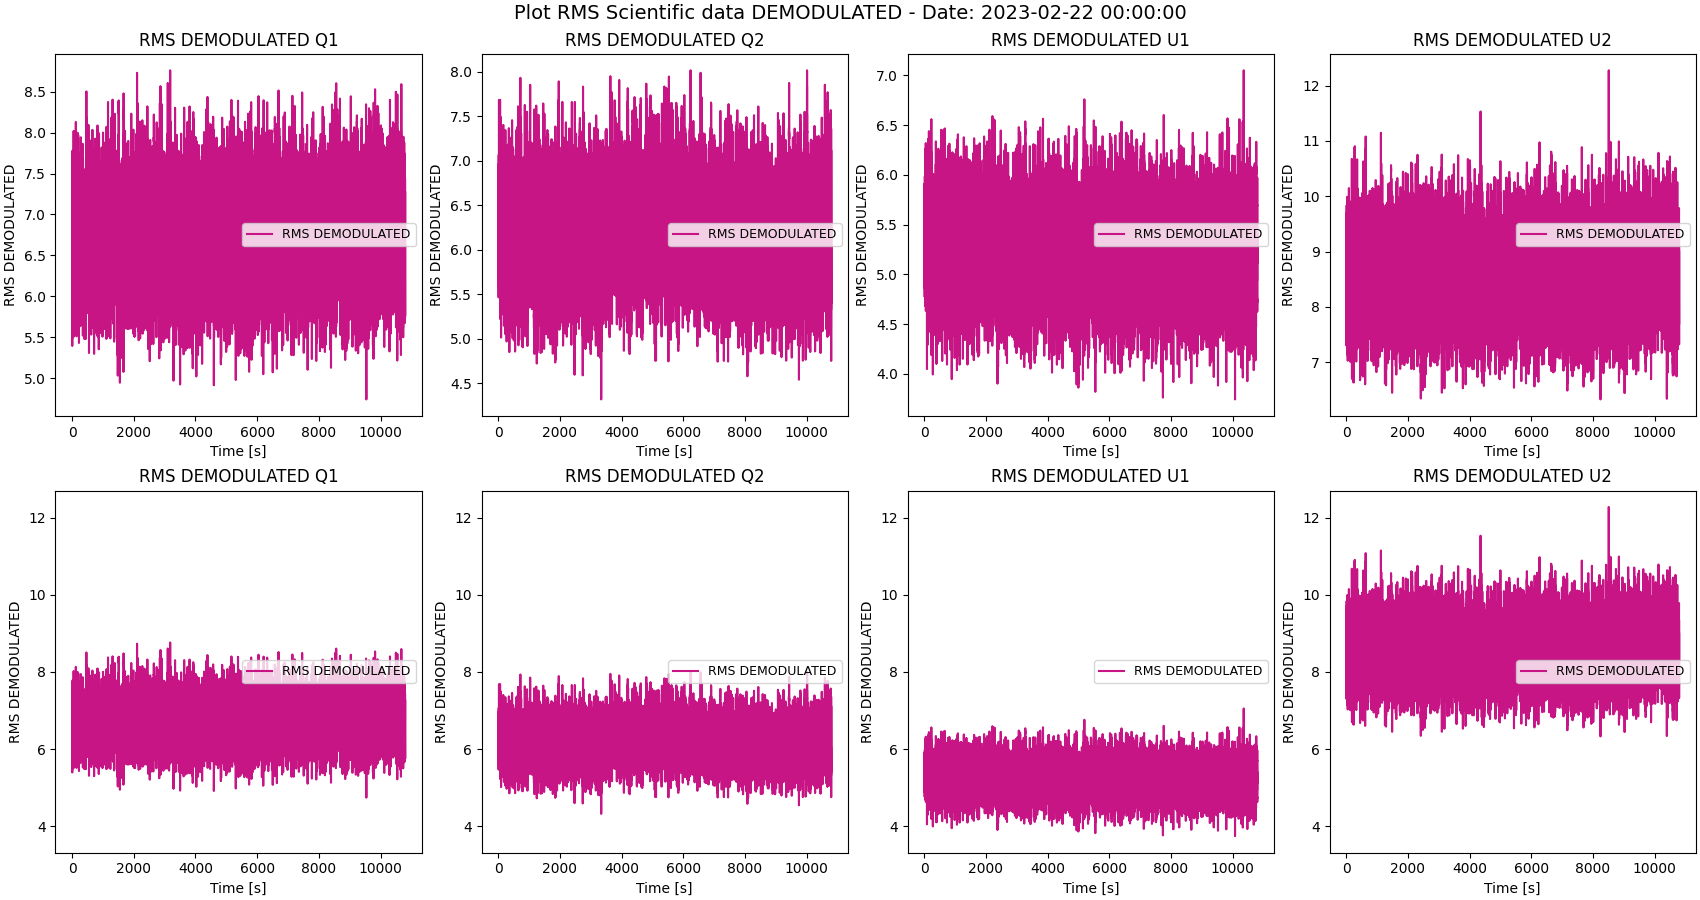 Plot RMS Scientific data DEMODULATED - Date: 2023-02-22 00:00:00
RMS DEMODULATED Q1
RMS DEMODULATED
8.5
8.0
7.5
7.0
6.5
6.0
5.5
5.0
RMS DEMODULATED
0 2000 4000 6000 8000 10000
Time [s]
RMS DEMODULATED Q2
RMS DEMODULATED
8.0
7.5
7.0
6.5
6.0
5.5
5.0
4.5
RMS DEMODULATED
0 2000 4000 6000 8000 10000
Time [s]
RMS DEMODULATED U1
RMS DEMODULATED
7.0
6.5
6.0
5.5
5.0
4.5
4.0
RMS DEMODULATED
0 2000 4000 6000 8000 10000
Time [s]
RMS DEMODULATED U2
RMS DEMODULATED
12
11
10
9
8
7
RMS DEMODULATED
0 2000 4000 6000 8000 10000
Time [s]
RMS DEMODULATED Q1
RMS DEMODULATED
12
10
8
6
4
RMS DEMODULATED
0 2000 4000 6000 8000 10000
Time [s]
RMS DEMODULATED Q2
RMS DEMODULATED
12
10
8
6
4
RMS DEMODULATED
0 2000 4000 6000 8000 10000
Time [s]
RMS DEMODULATED U1
RMS DEMODULATED
12
10
8
6
4
RMS DEMODULATED
0 2000 4000 6000 8000 10000
Time [s]
RMS DEMODULATED U2
RMS DEMODULATED
12
10
8
6
4
RMS DEMODULATED
0 2000 4000 6000 8000 10000
Time [s]